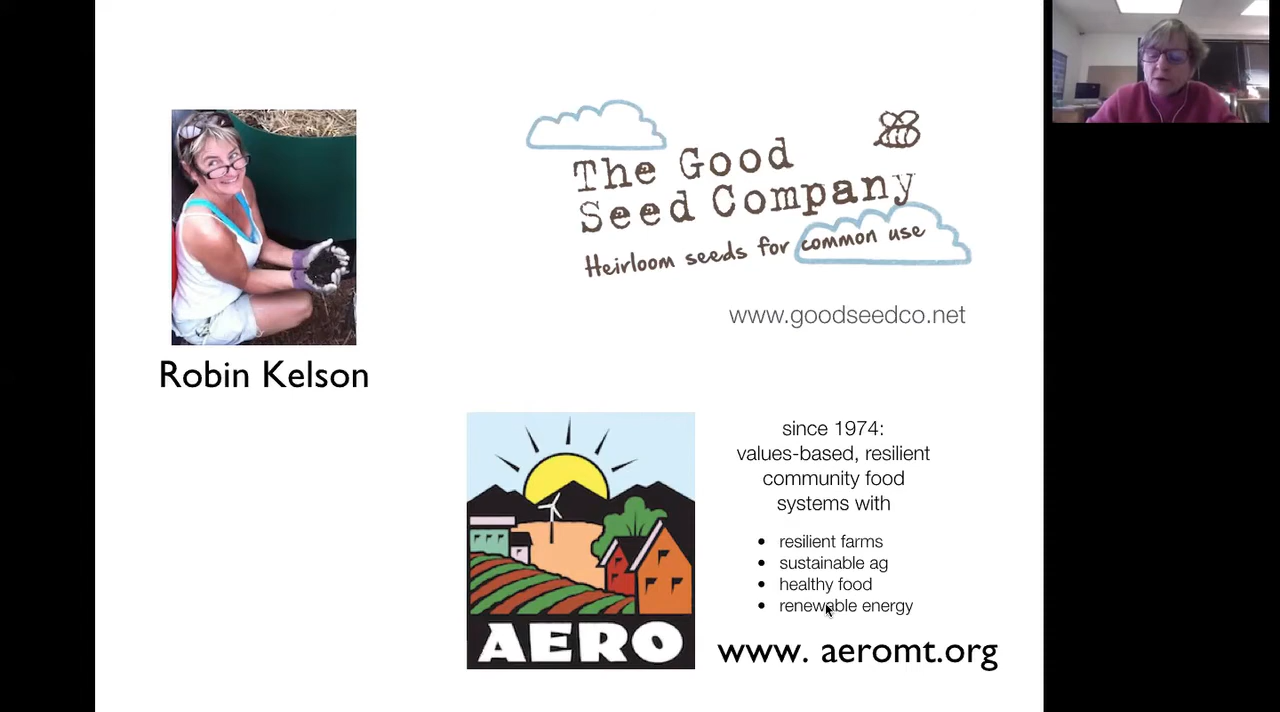 The Good
Seed Company
Heirloom seeds for common use
www.goodseedco.net
Robin Kelson
since 1974:
values-based, resilient
community food
systems with
• resilient farms
• sustainable ag
• healthy food
• renewable energy
AERO
www. aeromt.org